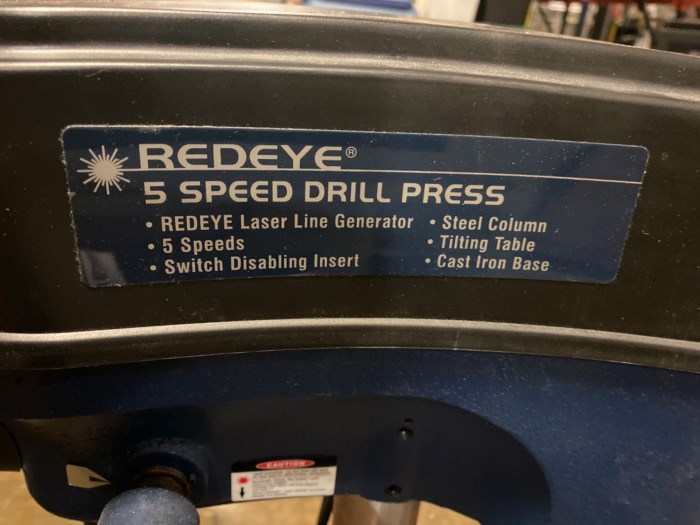 REDEYE®
5 SPEED DRILL PRESS
• REDEYE Laser Line Generator
• 5 Speeds
• Switch Disabling Insert
• Steel Column
• Tilting Table
• Cast Iron Base
CAUTION